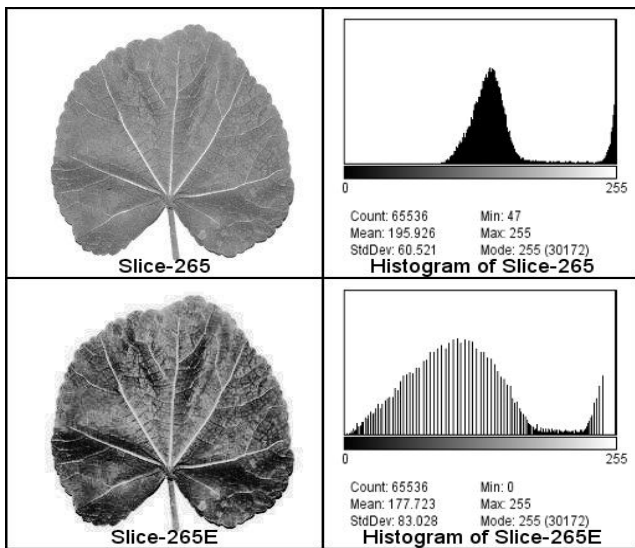 0 255
Count: 65536 Min: 47
Mean: 195.926 Max: 255
StdDev: 60.521 Mode: 255 (30172)
Slice-265 Histogram of Slice-265
0 255
Count: 65536 Min: 0
Mean: 177.723 Max: 255
StdDev: 83.028 Mode: 255 (30172)
Slice-265E Histogram of Slice-265E